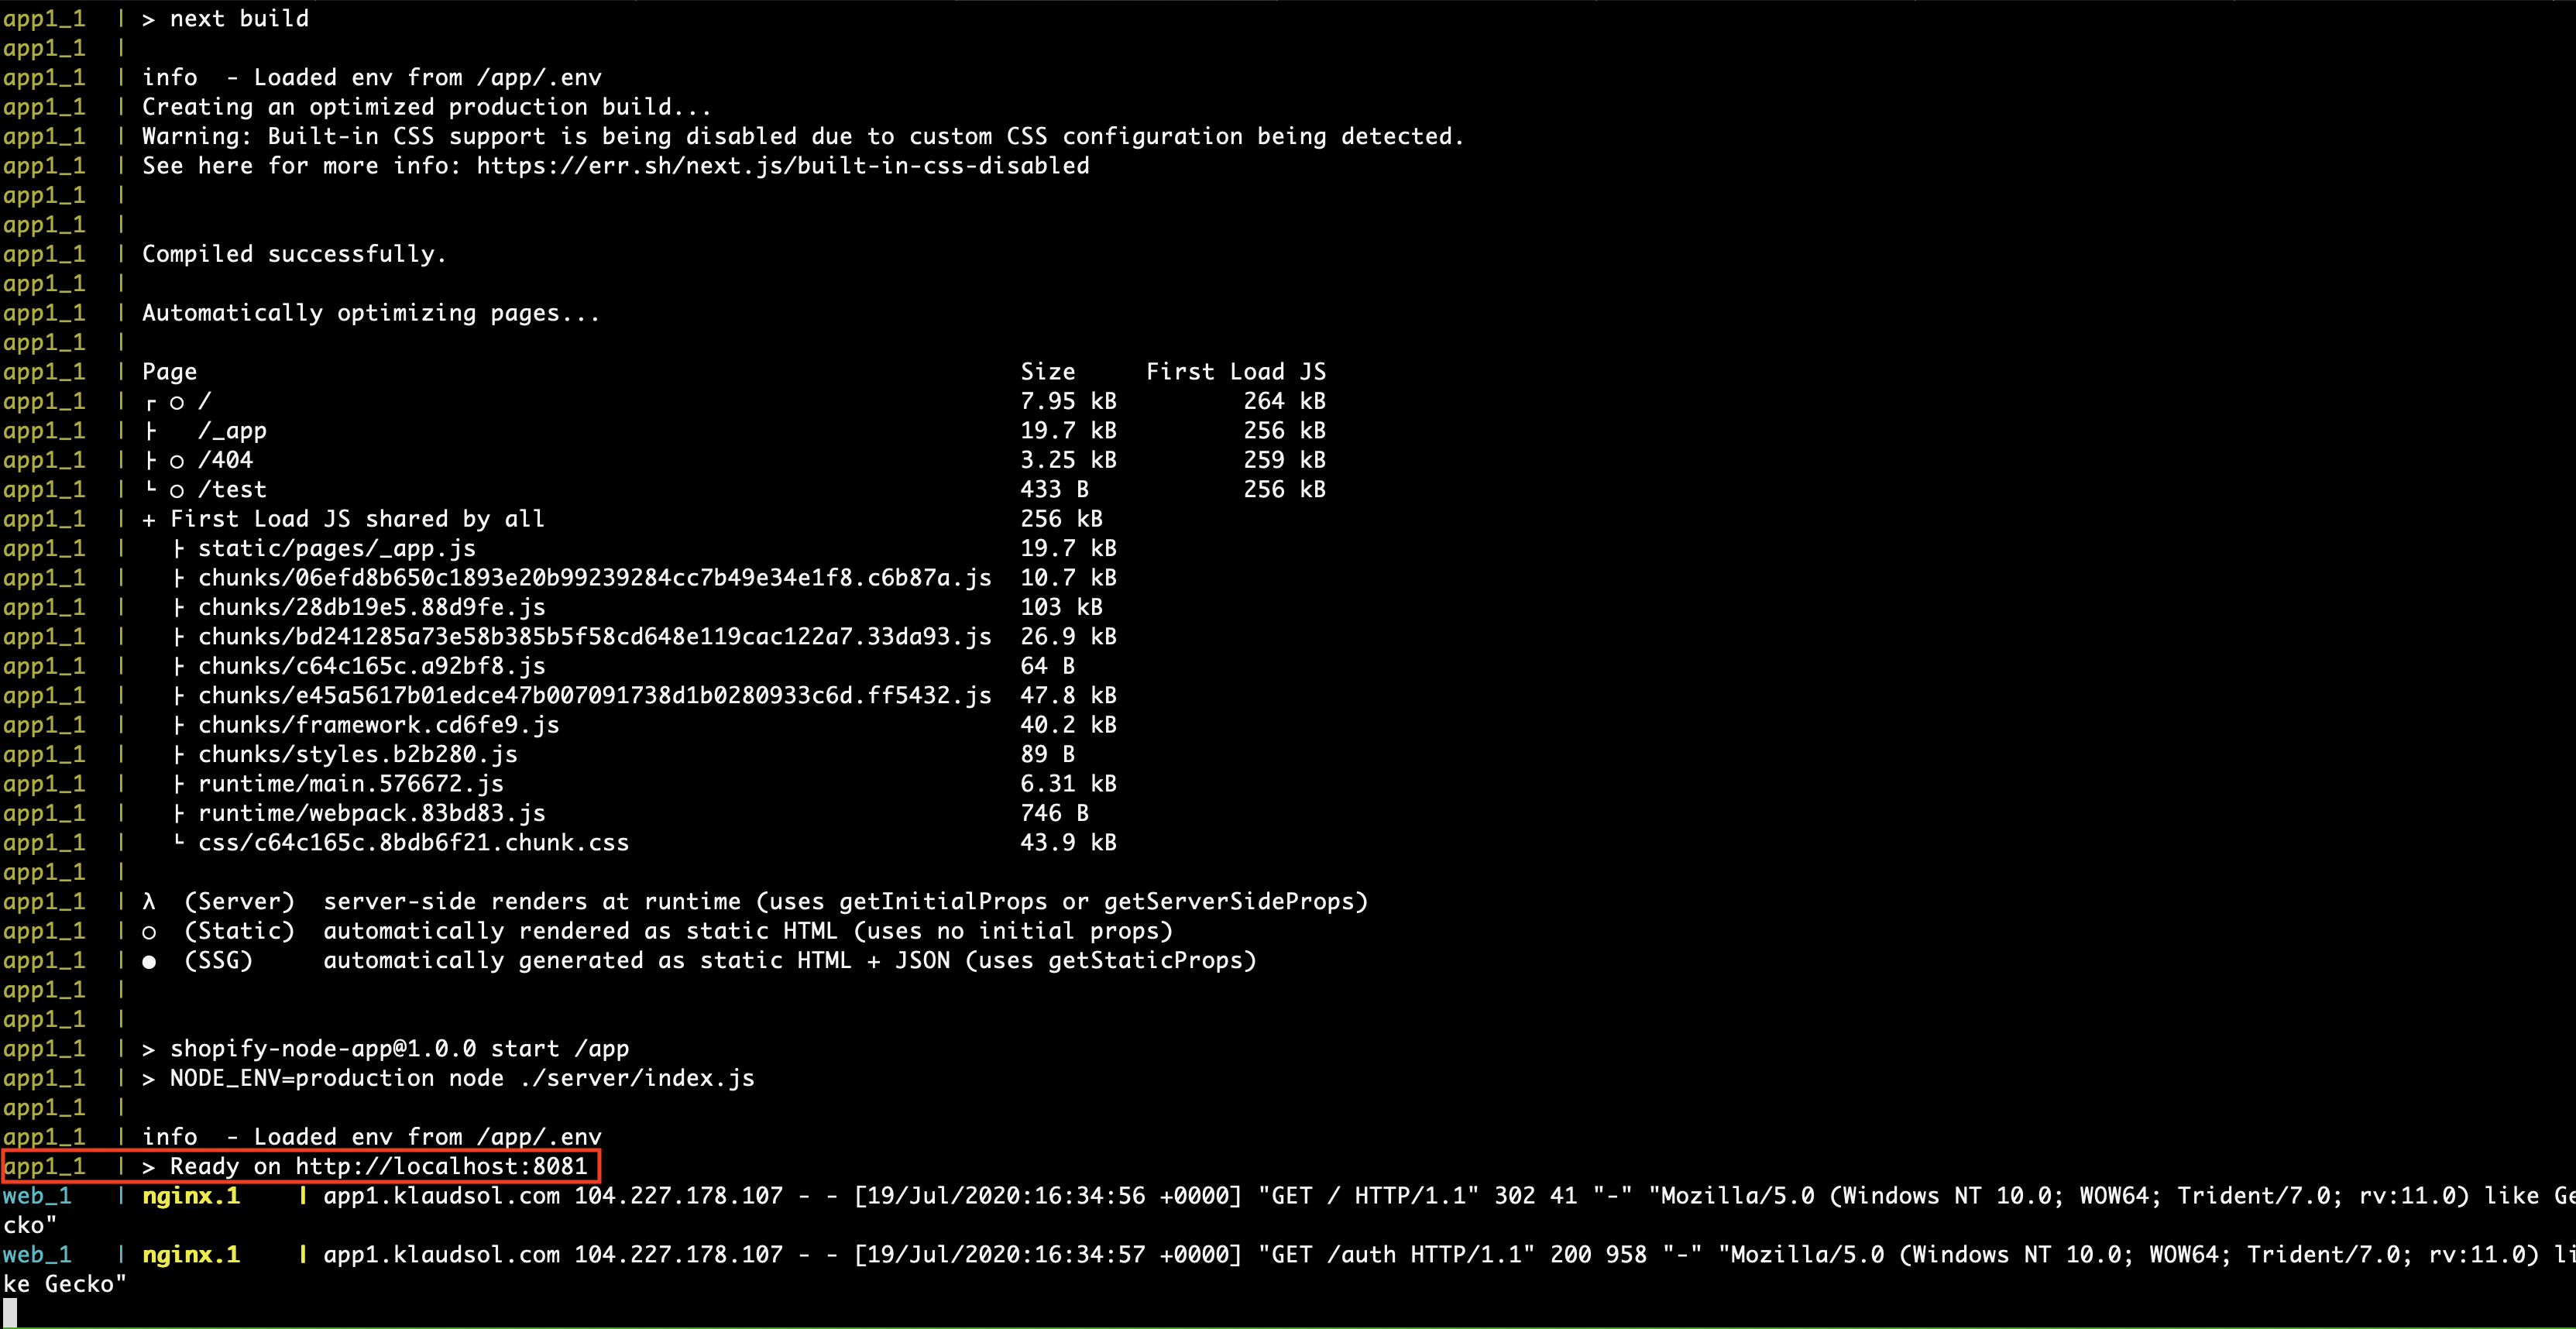 app1_1  | > next build
app1_1  |
app1_1  | info  - Loaded env from /app/.env
app1_1  | Creating an optimized production build...
app1_1  | Warning: Built-in CSS support is being disabled due to custom CSS configuration being detected.
app1_1  | See here for more info: https://err.sh/next.js/built-in-css-disabled
app1_1  |
app1_1  |
app1_1  | Compiled successfully.
app1_1  |
app1_1  | Automatically optimizing pages...
app1_1  |
app1_1  | Page                                                           Size     First Load JS
app1_1  | ┌ ○ /                                                          7.95 kB         264 kB
app1_1  | ├   /_app                                                      19.7 kB         256 kB
app1_1  | ├ ○ /404                                                       3.25 kB         259 kB
app1_1  | └ ○ /test                                                      433 B           256 kB
app1_1  | + First Load JS shared by all                                  256 kB
app1_1  |   ├ static/pages/_app.js                                       19.7 kB
app1_1  |   ├ chunks/06efd8b650c1893e20b99239284cc7b49e34e1f8.c6b87a.js  10.7 kB
app1_1  |   ├ chunks/28db19e5.88d9fe.js                                  103 kB
app1_1  |   ├ chunks/bd241285a73e58b385b5f58cd648e119cac122a7.33da93.js  26.9 kB
app1_1  |   ├ chunks/c64c165c.a92bf8.js                                  64 B
app1_1  |   ├ chunks/e45a5617b01edce47b007091738d1b0280933c6d.ff5432.js  47.8 kB
app1_1  |   ├ chunks/framework.cd6fe9.js                                 40.2 kB
app1_1  |   ├ chunks/styles.b2b280.js                                    89 B
app1_1  |   ├ runtime/main.576672.js                                     6.31 kB
app1_1  |   ├ runtime/webpack.83bd83.js                                  746 B
app1_1  |   └ css/c64c165c.8bdb6f21.chunk.css                            43.9 kB
app1_1  |
app1_1  | λ  (Server)  server-side renders at runtime (uses getInitialProps or getServerSideProps)
app1_1  | ○  (Static)  automatically rendered as static HTML (uses no initial props)
app1_1  | ●  (SSG)     automatically generated as static HTML + JSON (uses getStaticProps)
app1_1  |
app1_1  |
app1_1  | > shopify-node-app@1.0.0 start /app
app1_1  | > NODE_ENV=production node ./server/index.js
app1_1  |
app1_1  | info  - Loaded env from /app/.env
app1_1  | > Ready on http://localhost:8081
web_1   | nginx.1    | app1.klaudsol.com 104.227.178.107 - - [19/Jul/2020:16:34:56 +0000] "GET / HTTP/1.1" 302 41 "-" "Mozilla/5.0 (Windows NT 10.0; WOW64; Trident/7.0; rv:11.0) like Ge
cko"
web_1   | nginx.1    | app1.klaudsol.com 104.227.178.107 - - [19/Jul/2020:16:34:57 +0000] "GET /auth HTTP/1.1" 200 958 "-" "Mozilla/5.0 (Windows NT 10.0; WOW64; Trident/7.0; rv:11.0) li
ke Gecko"